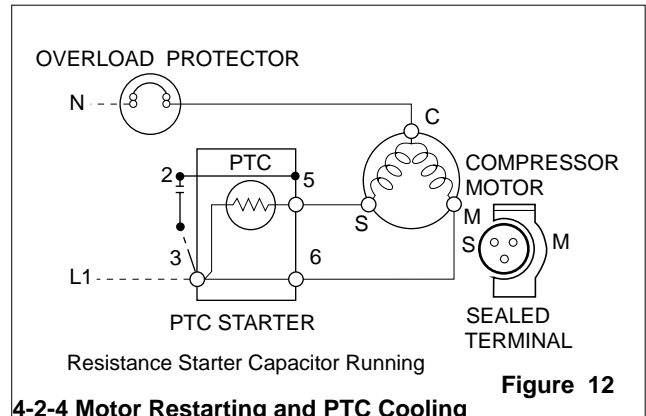 OVERLOAD PROTECTOR
N
C
PTC
2
5
COMPRESSOR
MOTOR
S
M
S
M
3
6
L1
PTC STARTER
SEALED
TERMINAL
Resistance Starter Capacitor Running
Figure 12
4-2-4 Motor Restarting and PTC Cooling